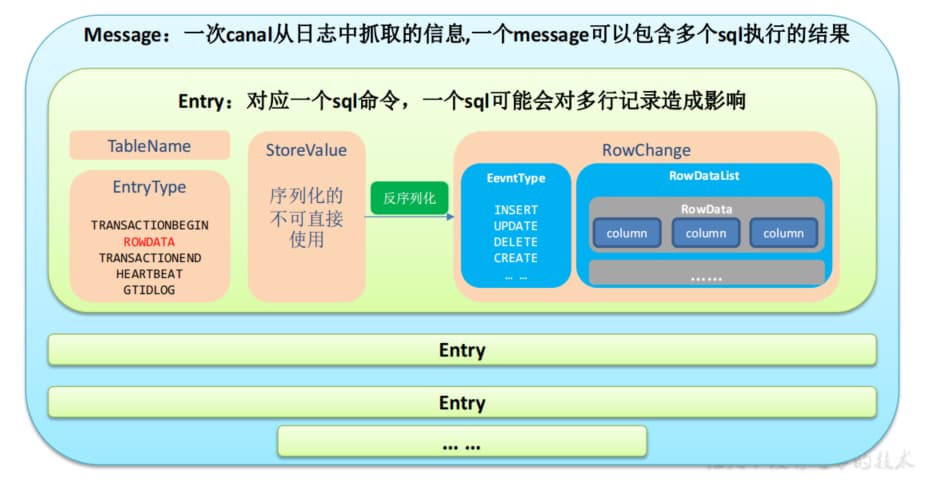 Message：一次canal从日志中抓取的信息,一个message可以包含多个sql执行的结果
Entry：对应一个sql命令，一个sql可能会对多行记录造成影响
TableName
EntryType
TRANSACTIONBEGIN
ROWDATA
TRANSACTIONEND
HEARTBEAT
GTIDLOG
StoreValue
序列化的
不可直接
使用
反序列化
RowChange
EevntType
INSERT
UPDATE
DELETE
CREATE
… …
RowDataList
RowData
column
column
column
……
Entry
Entry
… …
的技术